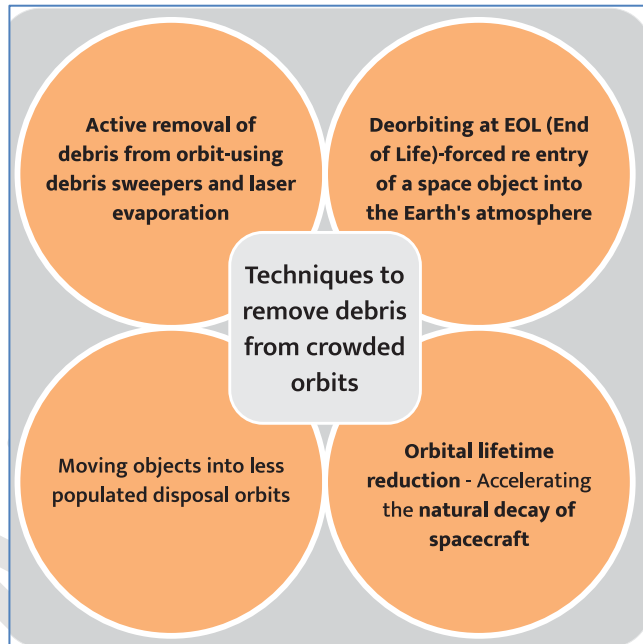 Active removal of
debris from orbit-using
debris sweepers and laser
evaporation
Deorbiting at EOL (End
of Life)-forced re entry
of a space object into
the Earth's atmosphere
Techniques to
remove debris
from crowded
orbits
Moving objects into less
populated disposal orbits
Orbital lifetime
reduction - Accelerating
the natural decay of
spacecraft